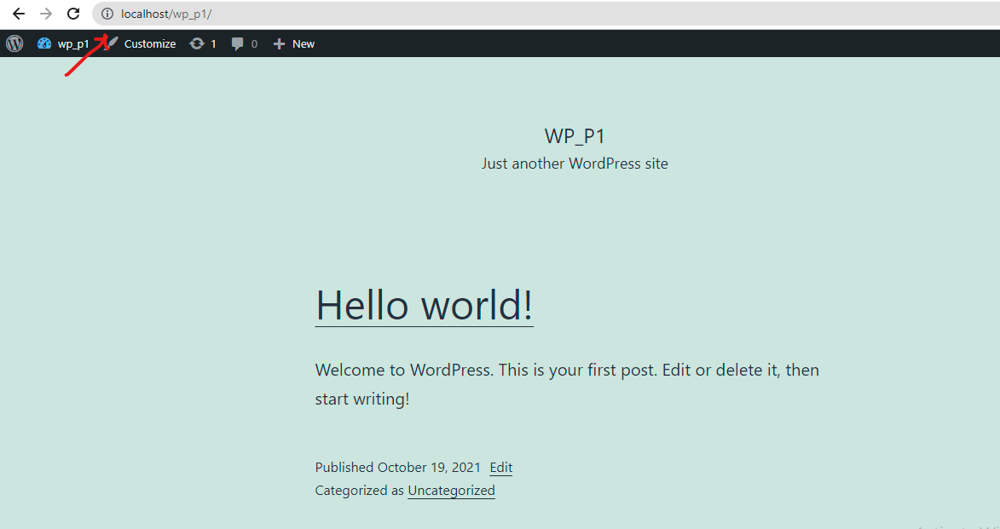 localhost/wp_p1/
wp_p1 Customize 1 0 New
WP_P1
Just another WordPress site
Hello world!
Welcome to WordPress. This is your first post. Edit or delete it, then
start writing!
Published October 19, 2021 Edit
Categorized as Uncategorized